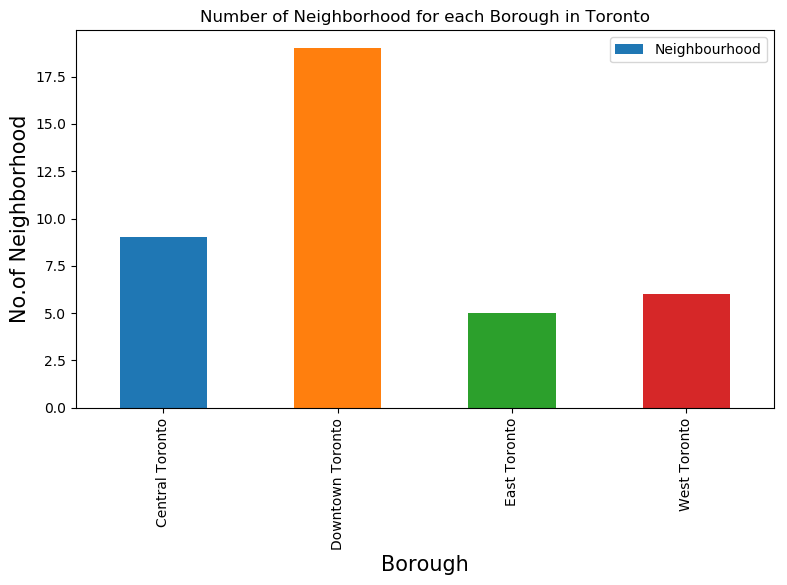 Number of Neighborhood for each Borough in Toronto
Neighbourhood
No.of Neighborhood
17.5
15.0
12.5
10.0
7.5
5.0
2.5
0.0
Central Toronto
Downtown Toronto
East Toronto
West Toronto
Borough